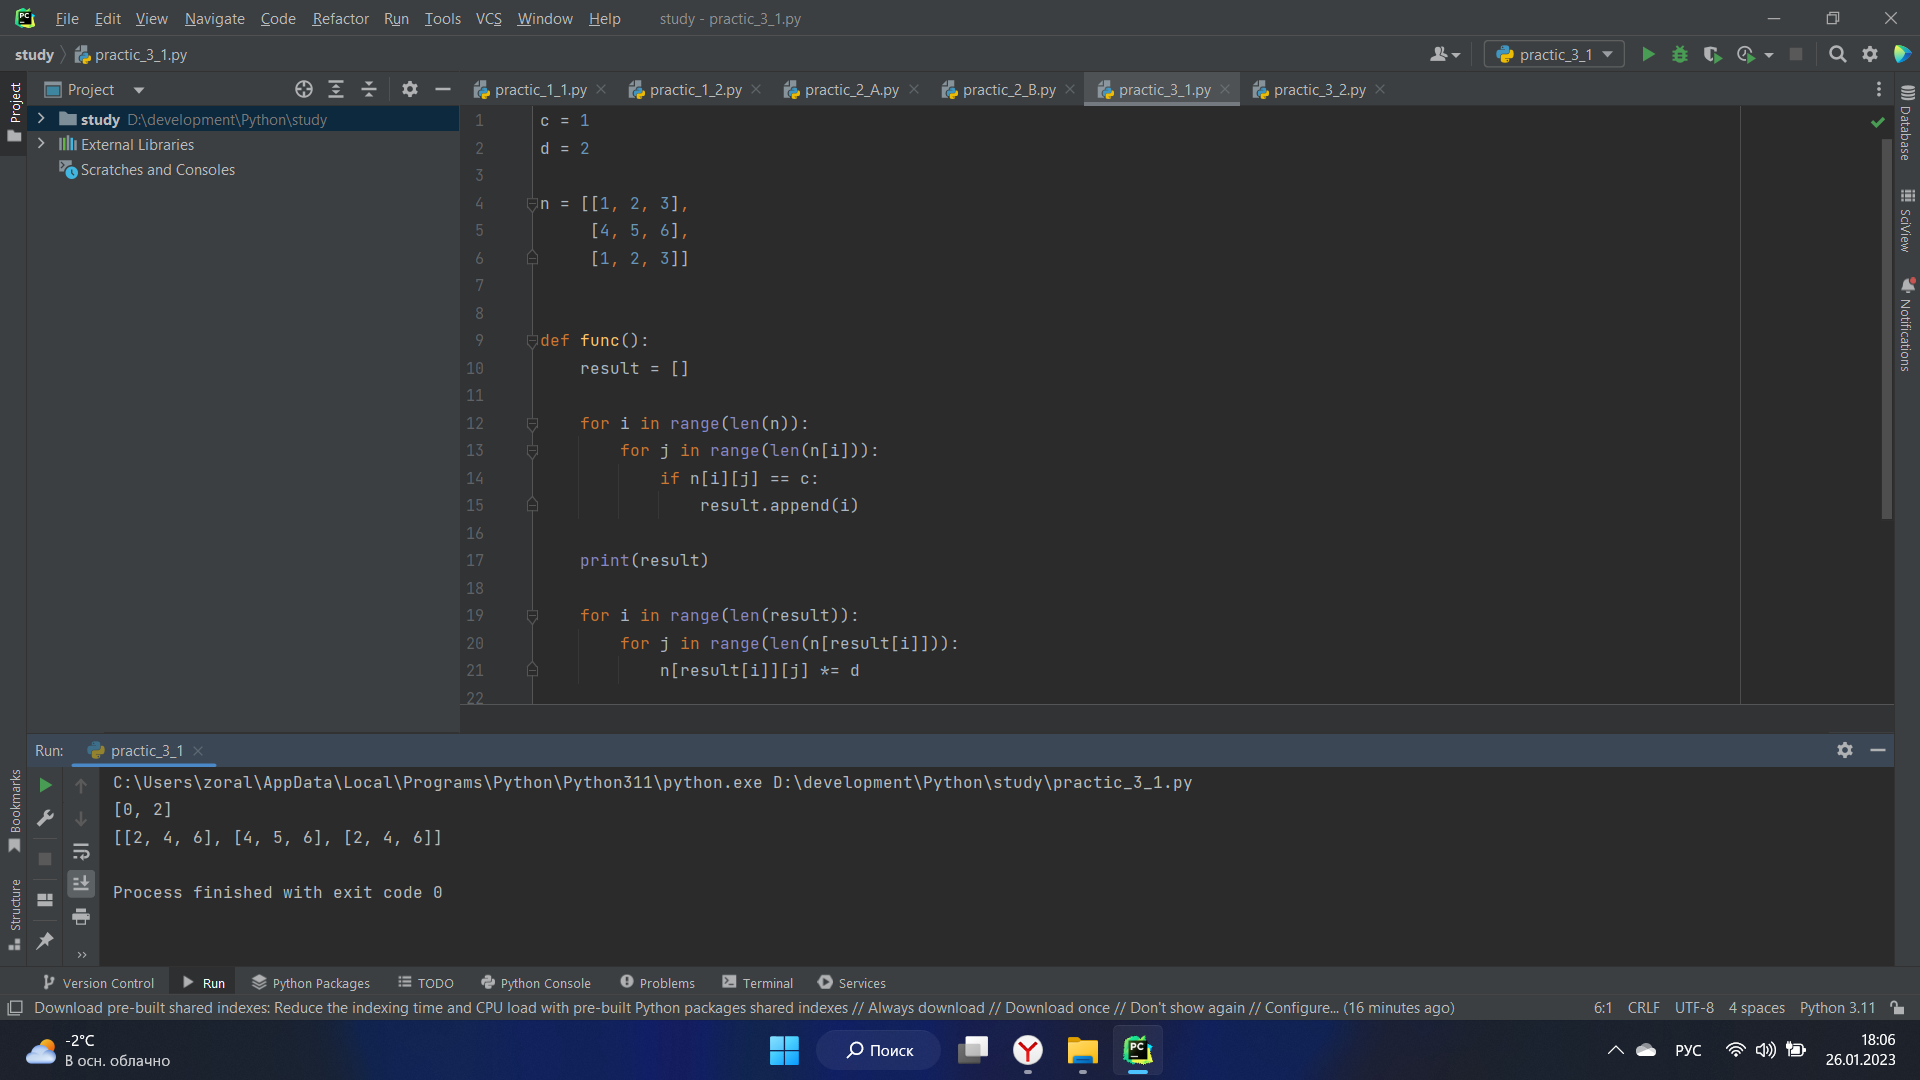 File Edit View Navigate Code Refactor Run Tools VCS Window Help study - practic_3_1.py
study practic_3_1.py practic_3_1
Project
Project practic_1_1.py practic_1_2.py practic_2_A.py practic_2_B.py practic_3_1.py practic_3_2.py
study D:\development\Python\study
External Libraries
Scratches and Consoles
1 c = 1
2 d = 2
3
4 n = [[1, 2, 3],
5 [4, 5, 6],
6 [1, 2, 3]]
7
8
9 def func():
10 result = []
11
12 for i in range(len(n)):
13 for j in range(len(n[i])):
14 if n[i][j] == c:
15 result.append(i)
16
17 print(result)
18
19 for i in range(len(result)):
20 for j in range(len(n[result[i]])):
21 n[result[i]][j] *= d
22
Database
SciView
Notifications
Run: practic_3_1
C:\Users\zoral\AppData\Local\Programs\Python\Python311\python.exe D:\development\Python\study\practic_3_1.py
[0, 2]
[[2, 4, 6], [4, 5, 6], [2, 4, 6]]
Process finished with exit code 0
Bookmarks
Structure
Version Control Run Python Packages TODO Python Console Problems Terminal Services
Download pre-built shared indexes: Reduce the indexing time and CPU load with pre-built Python packages shared indexes // Always download // Download once // Don't show again // Configure... (16 minutes ago) 6:1 CRLF UTF-8 4 spaces Python 3.11
-2°C
В осн. облачно
Поиск
PC
РУС
18:06
26.01.2023